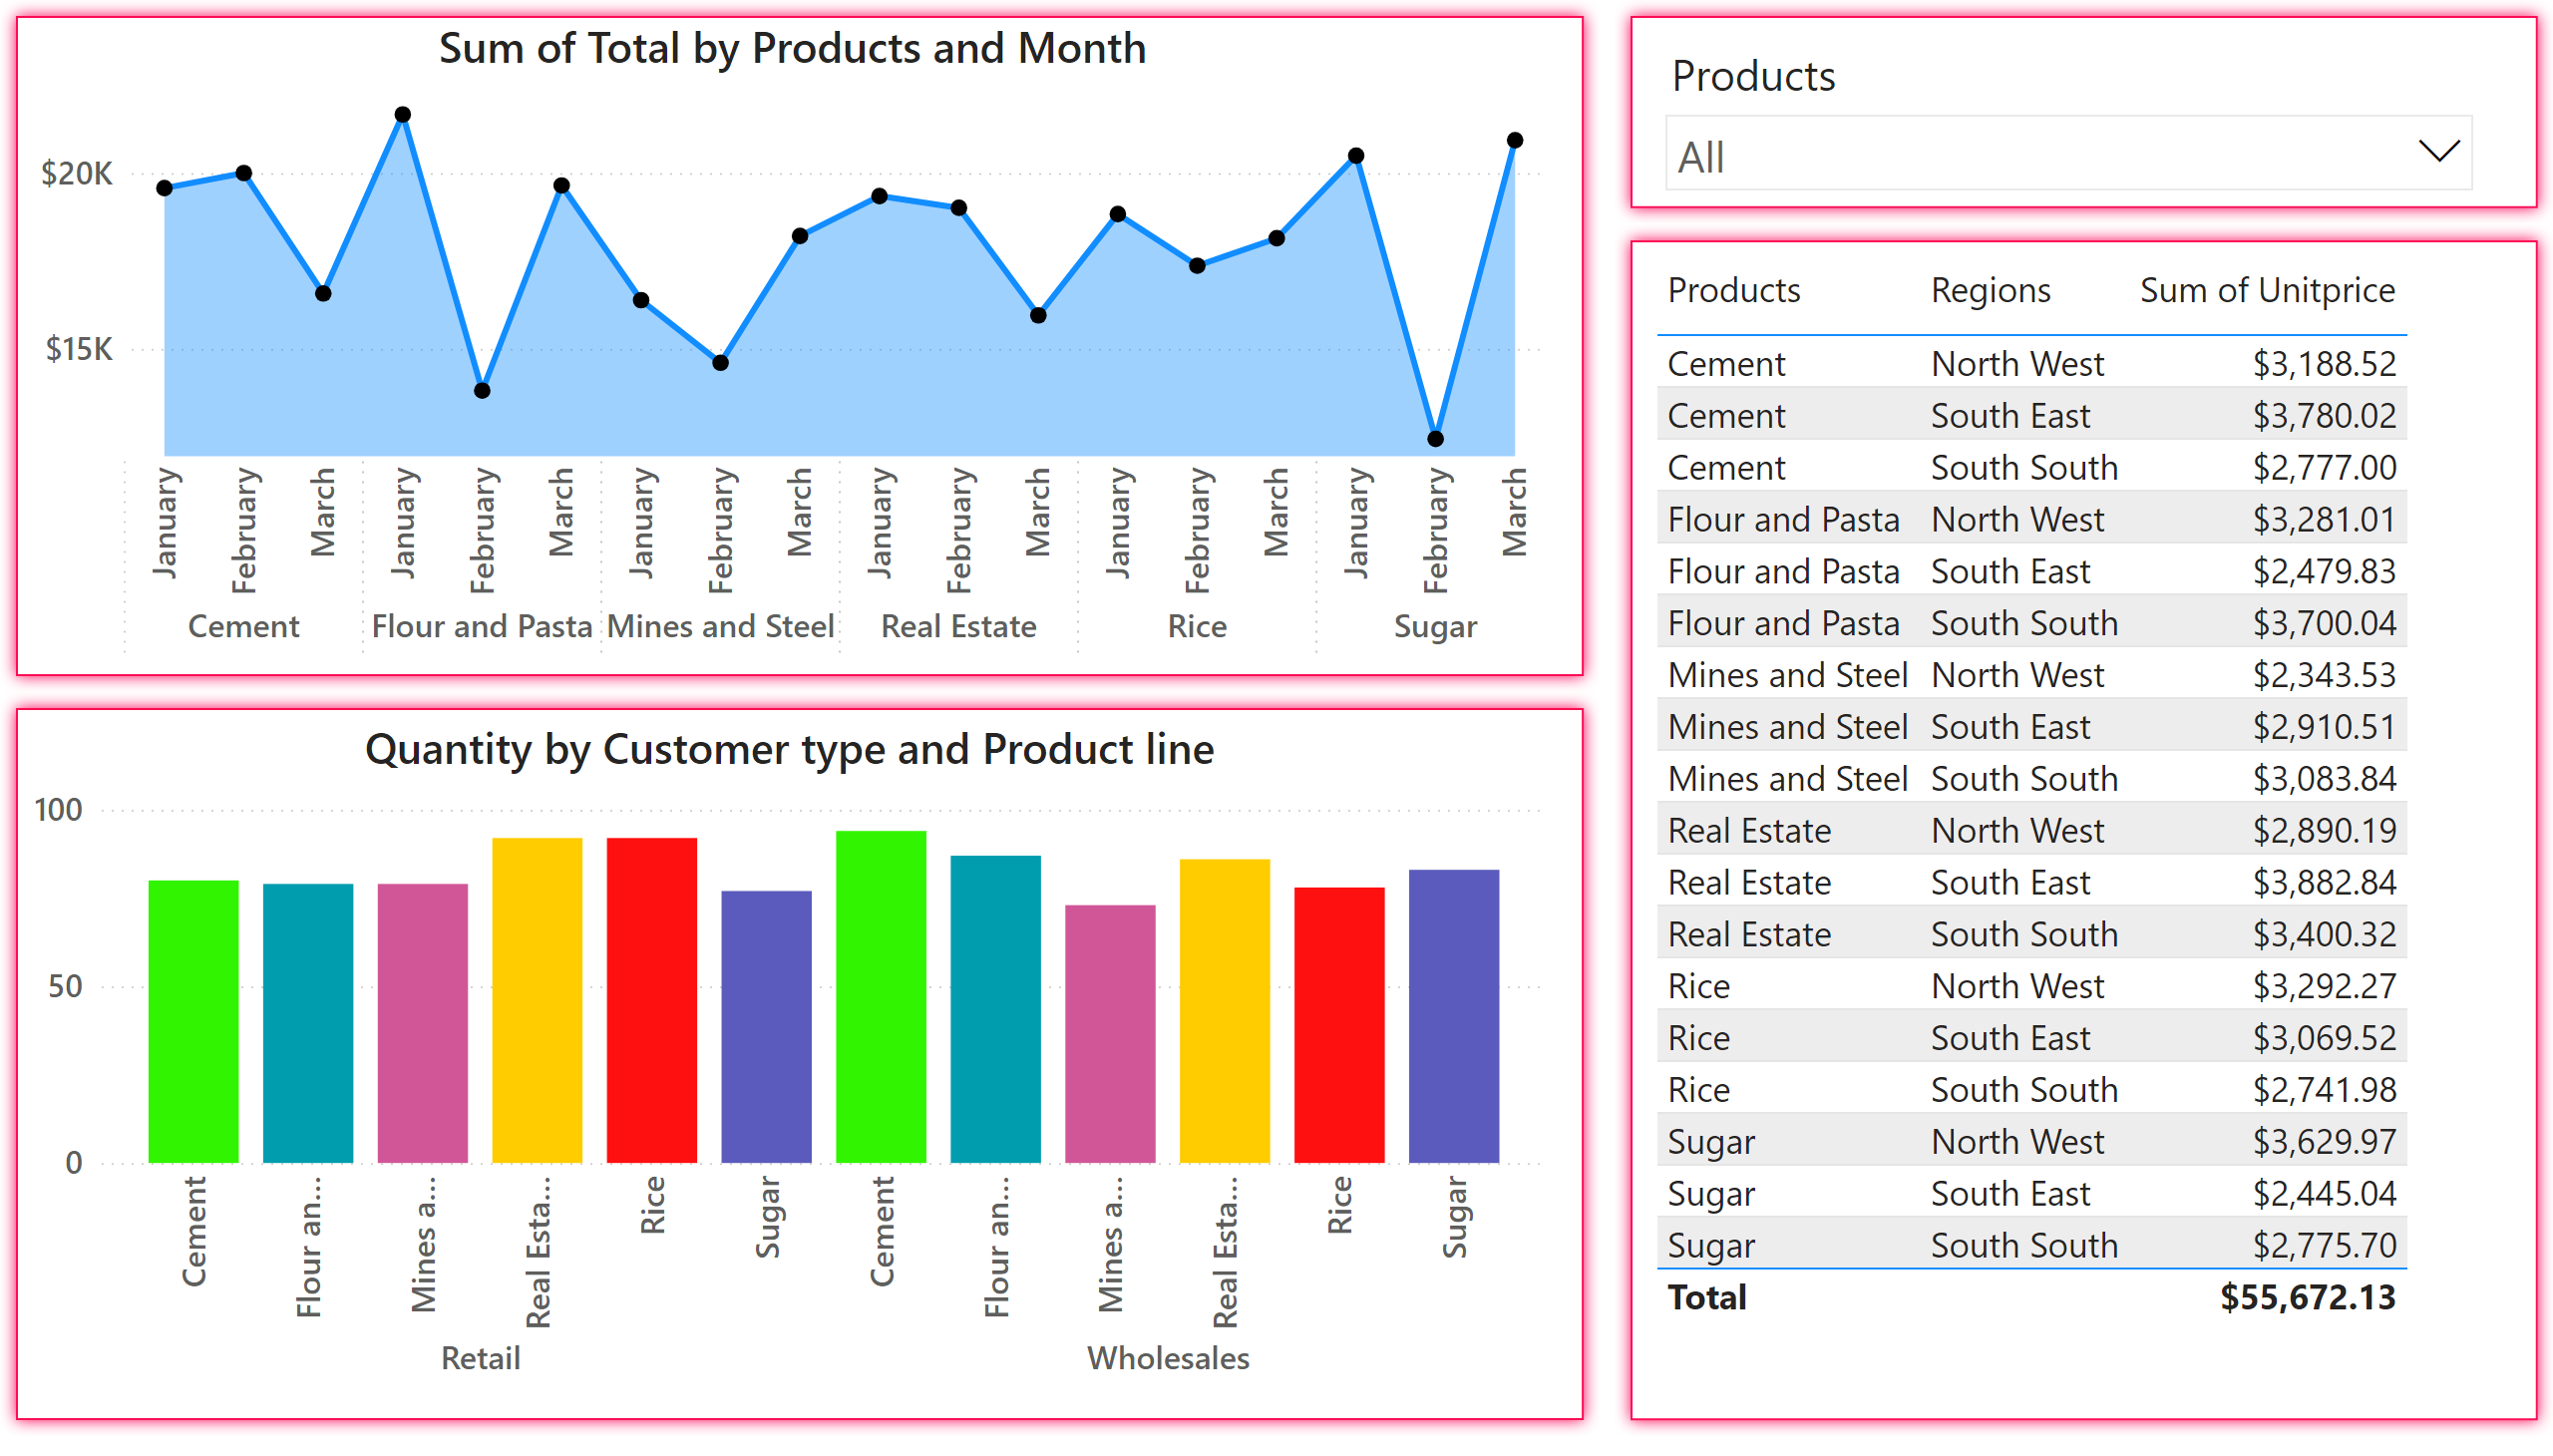 Sum of Total by Products and Month
$20K
$15K
January February March January February March January February March January February March January February March January February March
Cement Flour and Pasta Mines and Steel Real Estate Rice Sugar
Quantity by Customer type and Product line
100
50
0
Cement Flour an... Mines a... Real Esta... Rice Sugar Cement Flour an... Mines a... Real Esta... Rice Sugar
Retail Wholesales
Products
All
Products Regions Sum of Unitprice
Cement North West $3,188.52
Cement South East $3,780.02
Cement South South $2,777.00
Flour and Pasta North West $3,281.01
Flour and Pasta South East $2,479.83
Flour and Pasta South South $3,700.04
Mines and Steel North West $2,343.53
Mines and Steel South East $2,910.51
Mines and Steel South South $3,083.84
Real Estate North West $2,890.19
Real Estate South East $3,882.84
Real Estate South South $3,400.32
Rice North West $3,292.27
Rice South East $3,069.52
Rice South South $2,741.98
Sugar North West $3,629.97
Sugar South East $2,445.04
Sugar South South $2,775.70
Total $55,672.13